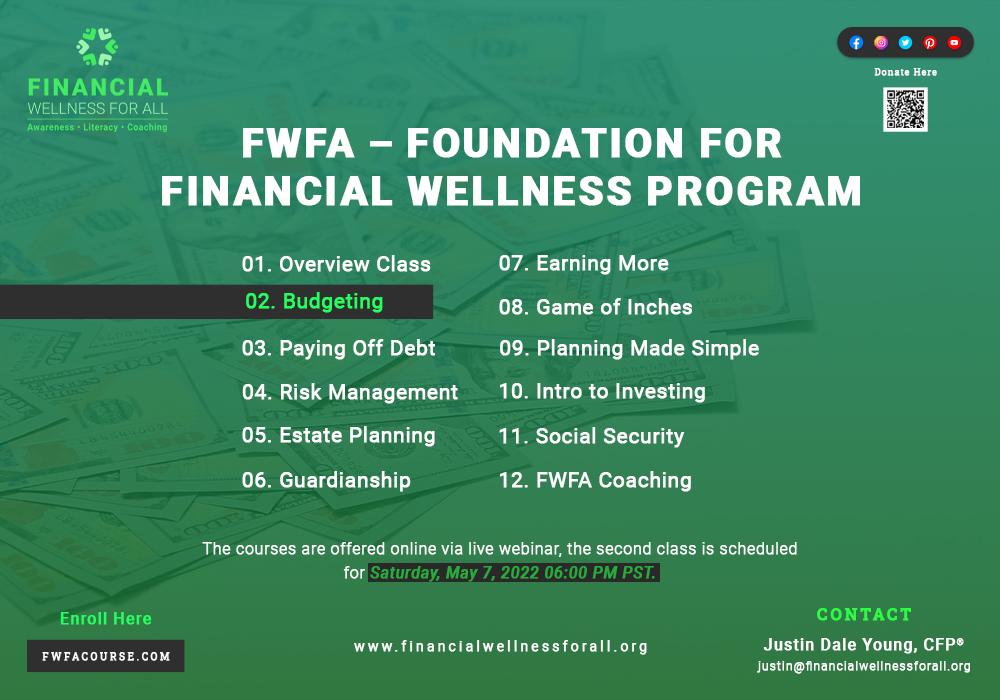 FINANCIAL
WELLNESS FOR ALL
Awareness • Literacy • Coaching
Donate Here
FWFA – FOUNDATION FOR
FINANCIAL WELLNESS PROGRAM
01. Overview Class
02. Budgeting
03. Paying Off Debt
04. Risk Management
05. Estate Planning
06. Guardianship
07. Earning More
08. Game of Inches
09. Planning Made Simple
10. Intro to Investing
11. Social Security
12. FWFA Coaching
The courses are offered online via live webinar, the second class is scheduled
for Saturday, May 7, 2022 06:00 PM PST.
Enroll Here
FWFACOURSE.COM
www.financialwellnessforall.org
CONTACT
Justin Dale Young, CFP®
justin@financialwellnessforall.org